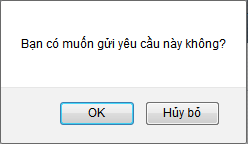 Bạn có muốn gửi yêu cầu này không?
OK
Hủy bỏ